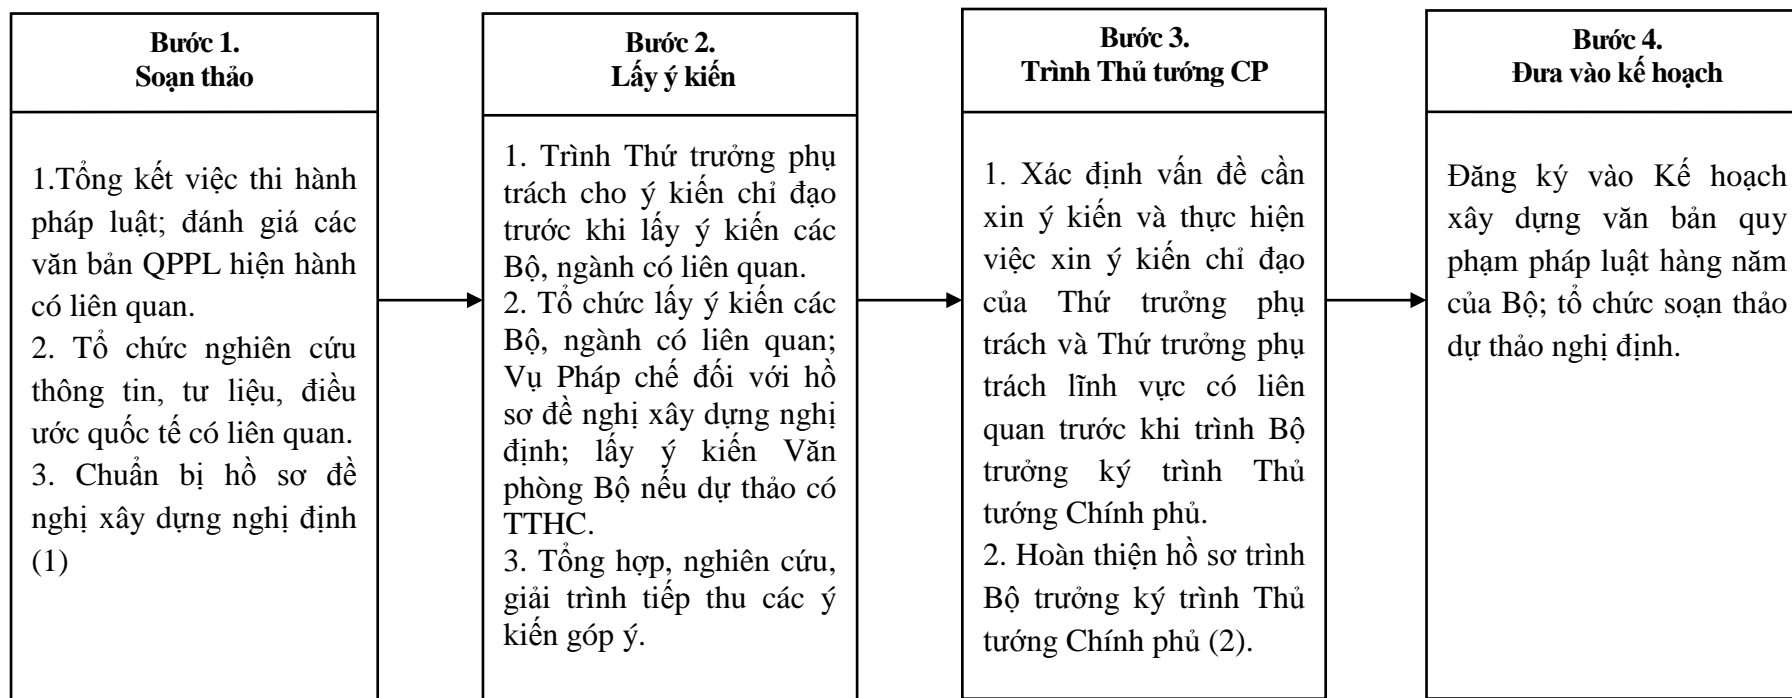 Bước 1.
Soạn thảo
1.Tổng kết việc thi hành
pháp luật; đánh giá các
văn bản QPPL hiện hành
có liên quan.
2. Tổ chức nghiên cứu
thông tin, tư liệu, điều
ước quốc tế có liên quan.
3. Chuẩn bị hồ sơ đề
nghị xây dựng nghị định
(1)
Bước 2.
Lấy ý kiến
1. Trình Thứ trưởng phụ
trách cho ý kiến chỉ đạo
trước khi lấy ý kiến các
Bộ, ngành có liên quan.
2. Tổ chức lấy ý kiến các
Bộ, ngành có liên quan;
Vụ Pháp chế đối với hồ
sơ đề nghị xây dựng nghị
định; lấy ý kiến Văn
phòng Bộ nếu dự thảo có
TTHC.
3. Tổng hợp, nghiên cứu,
giải trình tiếp thu các ý
kiến góp ý.
Bước 3.
Trình Thủ tướng CP
1. Xác định vấn đề cần
xin ý kiến và thực hiện
việc xin ý kiến chỉ đạo
của Thứ trưởng phụ
trách và Thứ trưởng phụ
trách lĩnh vực có liên
quan trước khi trình Bộ
trưởng ký trình Thủ
tướng Chính phủ.
2. Hoàn thiện hồ sơ trình
Bộ trưởng ký trình Thủ
tướng Chính phủ (2).
Bước 4.
Đưa vào kế hoạch
Đăng ký vào Kế hoạch
xây dựng văn bản quy
phạm pháp luật hàng năm
của Bộ; tổ chức soạn thảo
dự thảo nghị định.